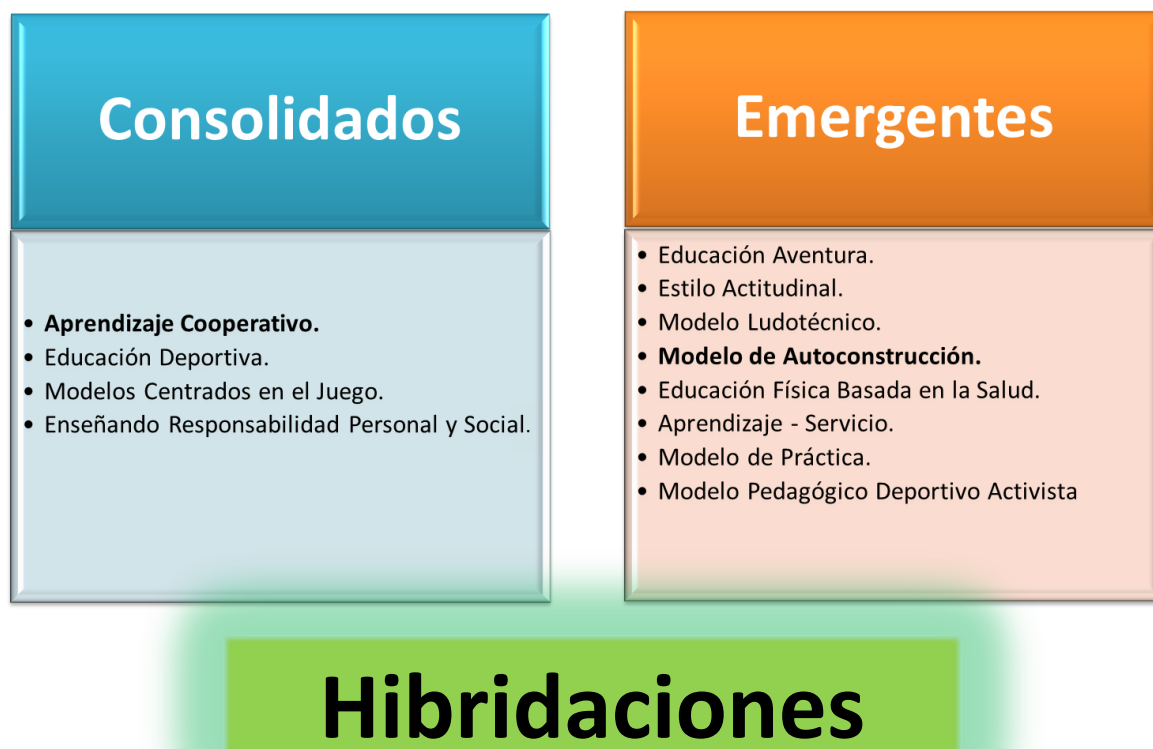 Consolidados
• Aprendizaje Cooperativo.
• Educación Deportiva.
• Modelos Centrados en el Juego.
• Enseñando Responsabilidad Personal y Social.
Emergentes
• Educación Aventura.
• Estilo Actitudinal.
• Modelo Ludotécnico.
• Modelo de Autoconstrucción.
• Educación Física Basada en la Salud.
• Aprendizaje - Servicio.
• Modelo de Práctica.
• Modelo Pedagógico Deportivo Activista
Hibridaciones